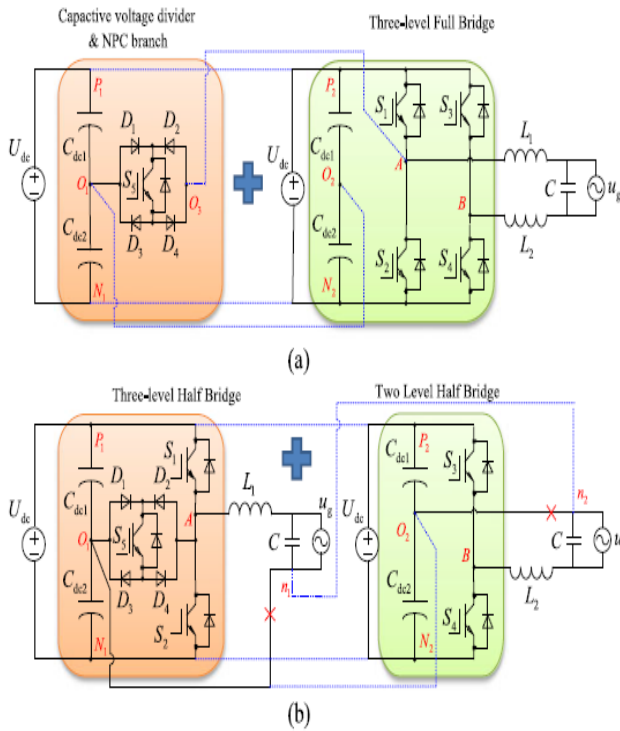 Capactive voltage divider
& NPC branch
Three-level Full Bridge
P1
P2
D1 D2
S1
S3
L1
Udc
Cdc1
S5
O1
O3
Udc
Cdc1
O2
A
C
ug
B
Cdc2
D3 D4
Cdc2
S2
S4
L2
N1
N2
(a)
Three-level Half Bridge
Two Level Half Bridge
P1
S1
P2
Cdc1
S3
D1 D2
L1
ug
n2
Udc
Cdc1
A
O1
S5
C
Udc
O2
C
u
B
Cdc2
D3 D4
n1
Cdc2
L2
S2
S4
N1
N2
(b)